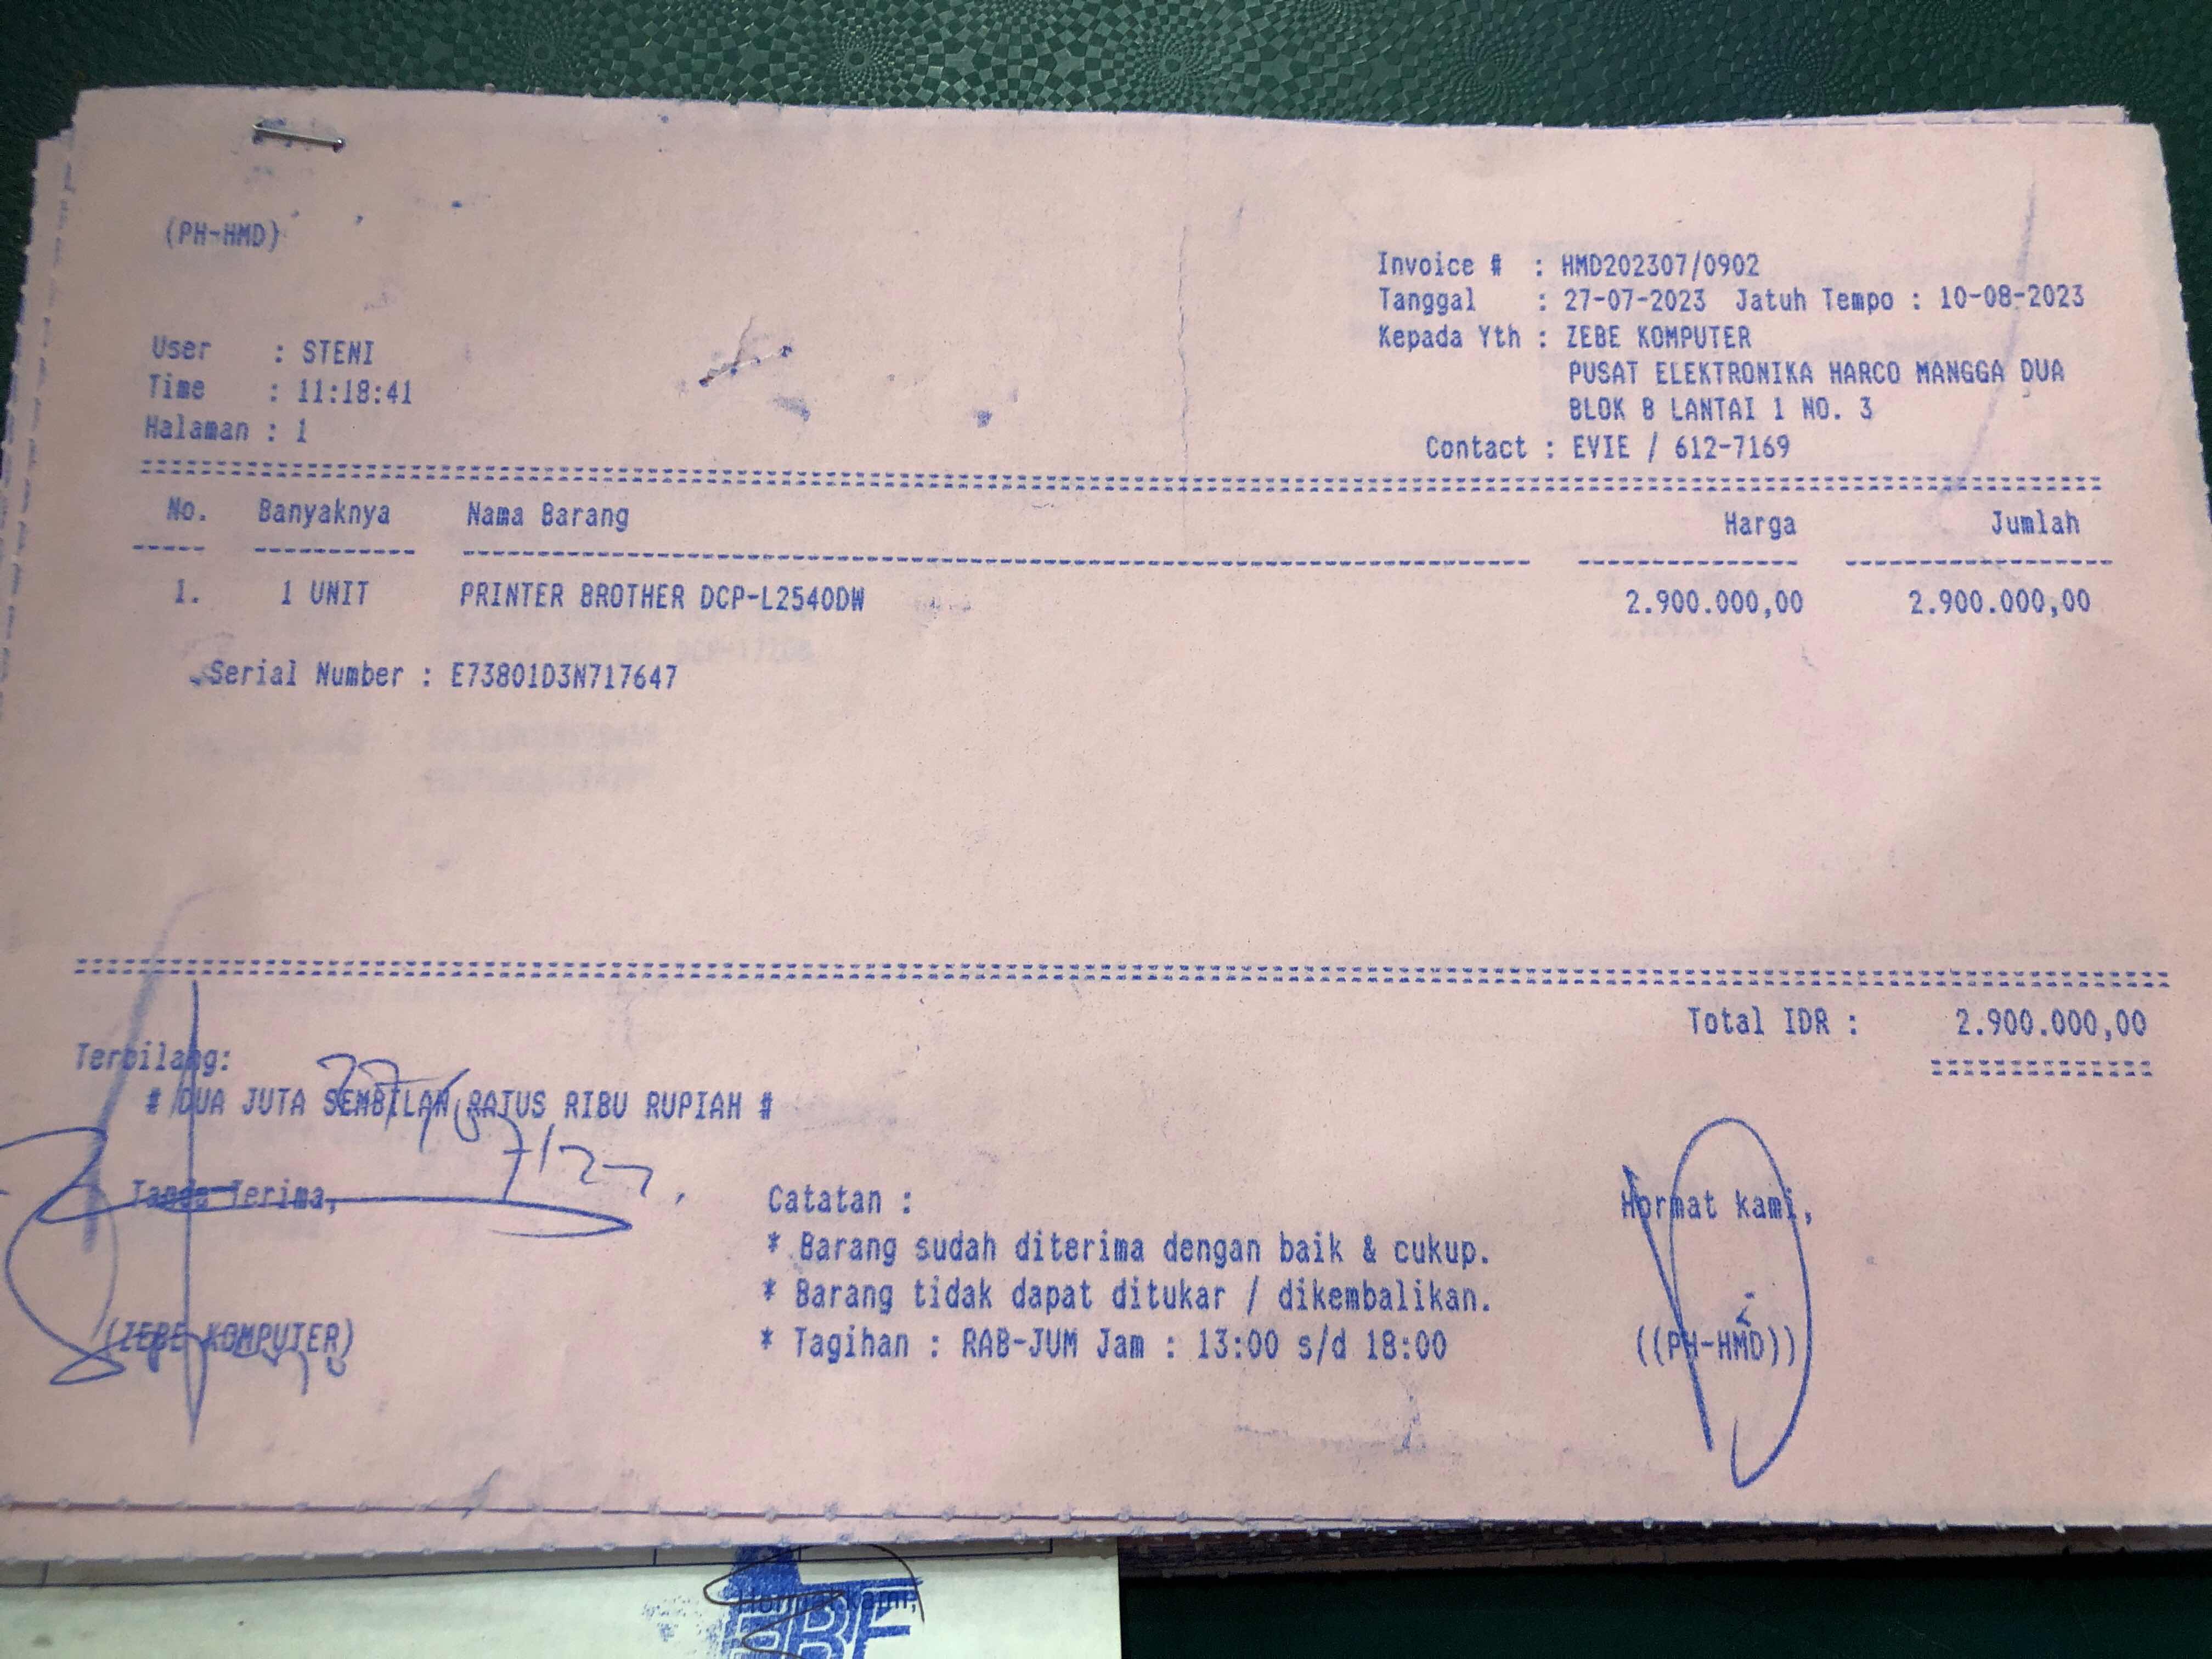 (PH-HMD)
Invoice # : HMD202307/0902
Tanggal : 27-07-2023 Jatuh Tempo : 10-08-2023
Kepada Yth : ZEBE KOMPUTER
PUSAT ELEKTRONIKA HARCO MANGGA DUA
BLOK B LANTAI 1 NO. 3
Contact : EVIE / 612-7169
User : STENI
Time : 11:18:41
Halaman : 1
No. Banyaknya Nama Barang Harga Jumlah
1. 1 UNIT PRINTER BROTHER DCP-L2540DW 2.900.000,00 2.900.000,00
Serial Number : E73801D3N717647
Total IDR : 2.900.000,00
Terbilang:
# DUA JUTA SEMBILAN RATUS RIBU RUPIAH #
Tanda Terima,
(ZEBE KOMPUTER)
Catatan :
* Barang sudah diterima dengan baik & cukup.
* Barang tidak dapat ditukar / dikembalikan.
* Tagihan : RAB-JUM Jam : 13:00 s/d 18:00
Hormat kami,
((PH-HMD))
Hormat kami,